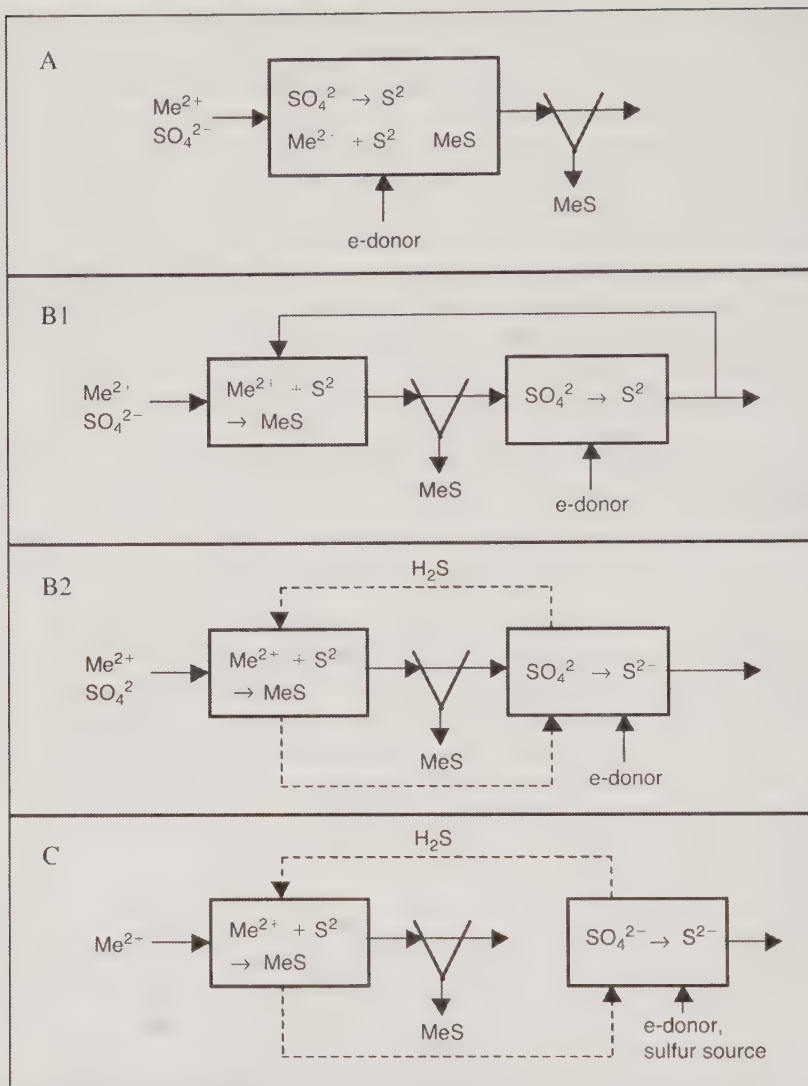 A
Me²⁺
SO₄²⁻
SO₄² → S²
Me²⁺ + S² MeS
MeS
e-donor
B1
Me²⁺
SO₄²⁻
Me²⁺ + S²
→ MeS
SO₄² → S²
MeS
e-donor
B2
H₂S
Me²⁺
SO₄²
Me²⁺ + S²
→ MeS
SO₄² → S²⁻
MeS
e-donor
C
H₂S
Me²⁺
Me²⁺ + S²
→ MeS
SO₄²⁻ → S²⁻
MeS
e-donor,
sulfur source